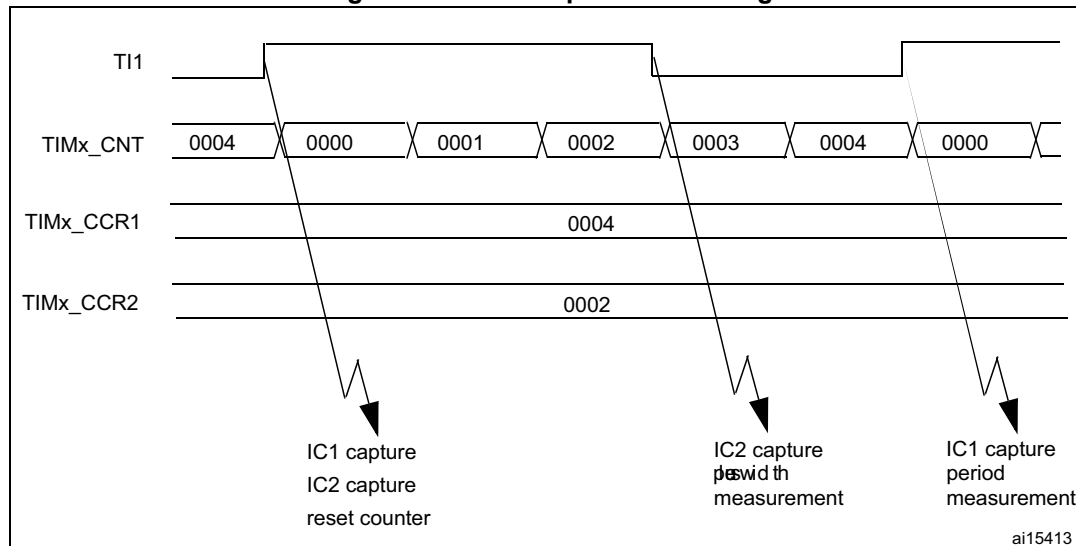 TI1
TIMx_CNT 0004 0000 0001 0002 0003 0004 0000
TIMx_CCR1 0004
TIMx_CCR2 0002
IC1 capture
IC2 capture
reset counter
IC2 capture
measurement
IC1 capture
period
measurement
ai15413